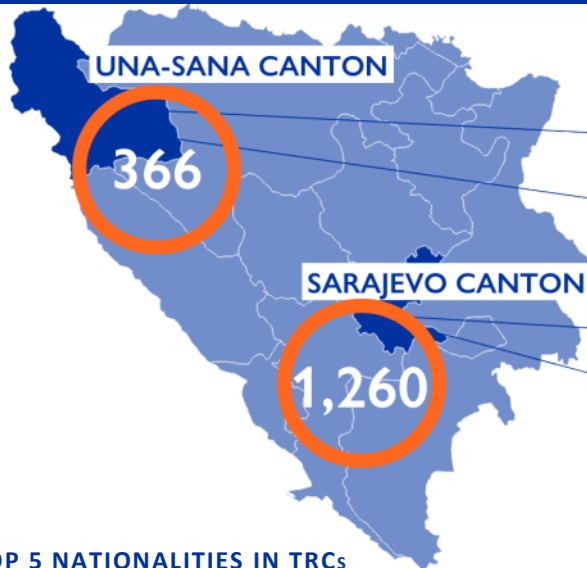 UNA-SANA CANTON
366
SARAJEVO CANTON
1,260
OP 5 NATIONALITIES IN TRCs